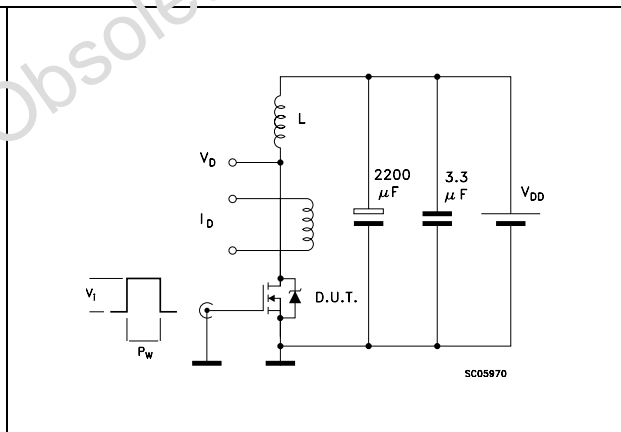 Obsole
L
V_D
2200
μF
3.3
μF
V_DD
I_D
V_i
D.U.T.
P_W
SC05970